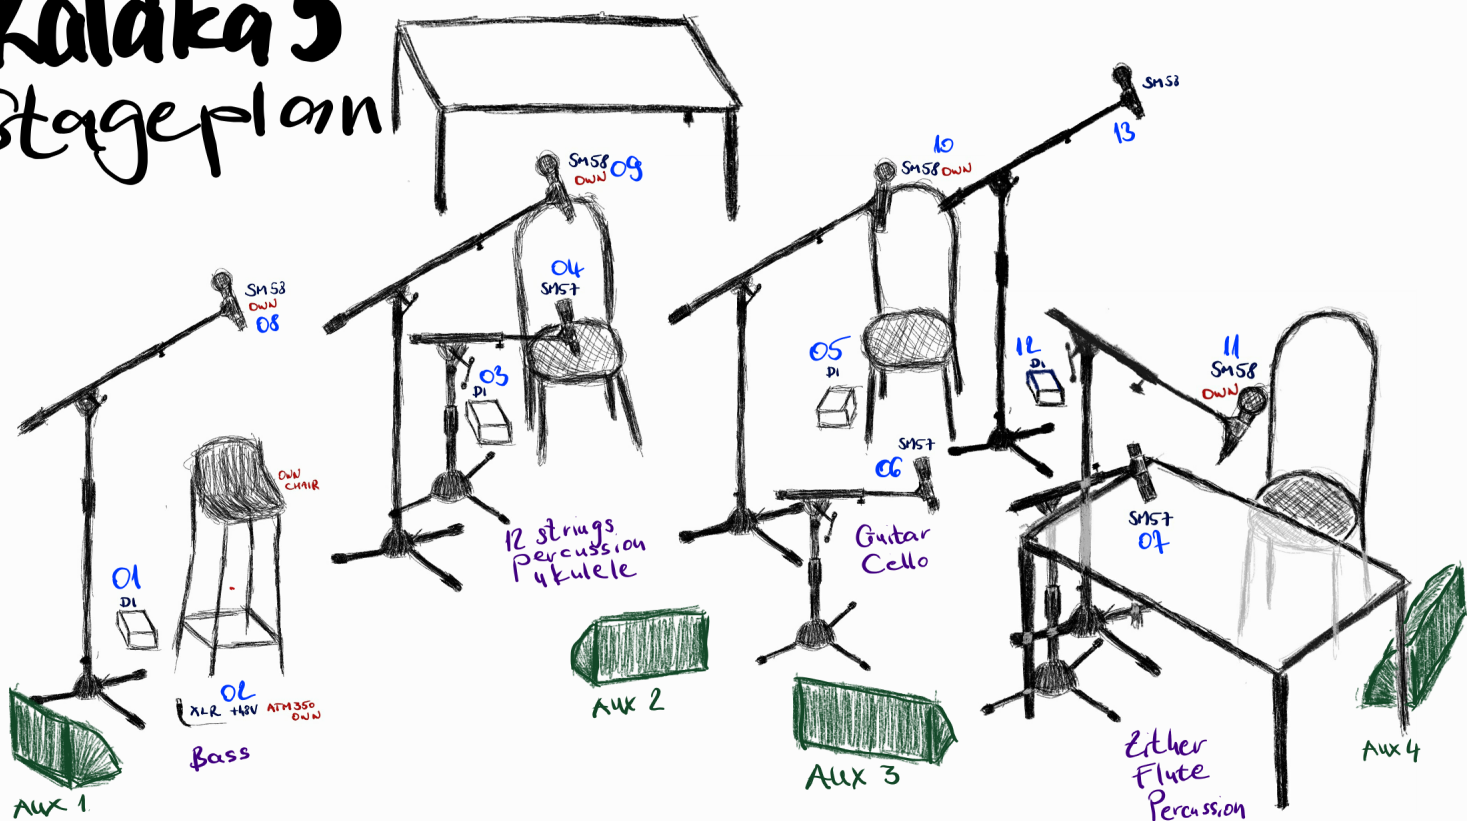 Kalakas
Stageplan
SM58
OWN
08
OWN
CHAIR
01
DI
02
XLR +48V ATM350
OWN
Bass
AUX 1
SM58 09
OWN
04
SM57
03
DI
12 strings
Percussion
ukulele
AUX 2
10
SM58 OWN
05
DI
06
SM57
Guitar
Cello
AUX 3
SM58
13
12
DI
11
SM58
OWN
SM57
07
Zither
Flute
Percussion
AUX 4